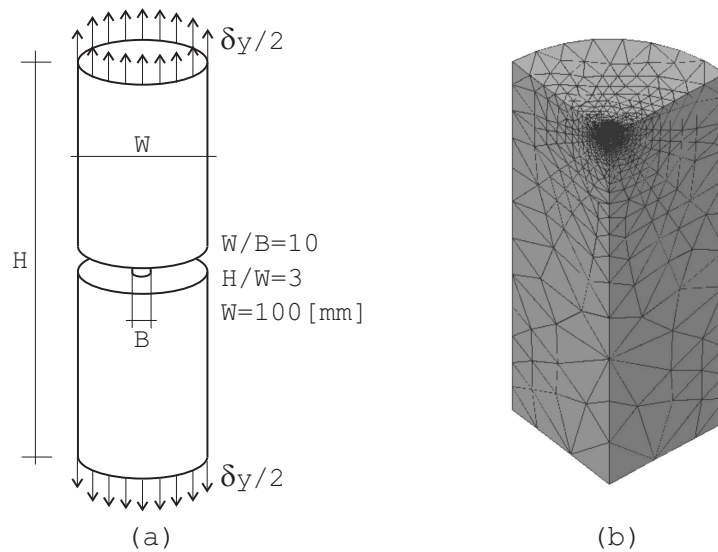 δy/2
W
W/B=10
H
H/W=3
W=100[mm]
B
δy/2
(a)
(b)